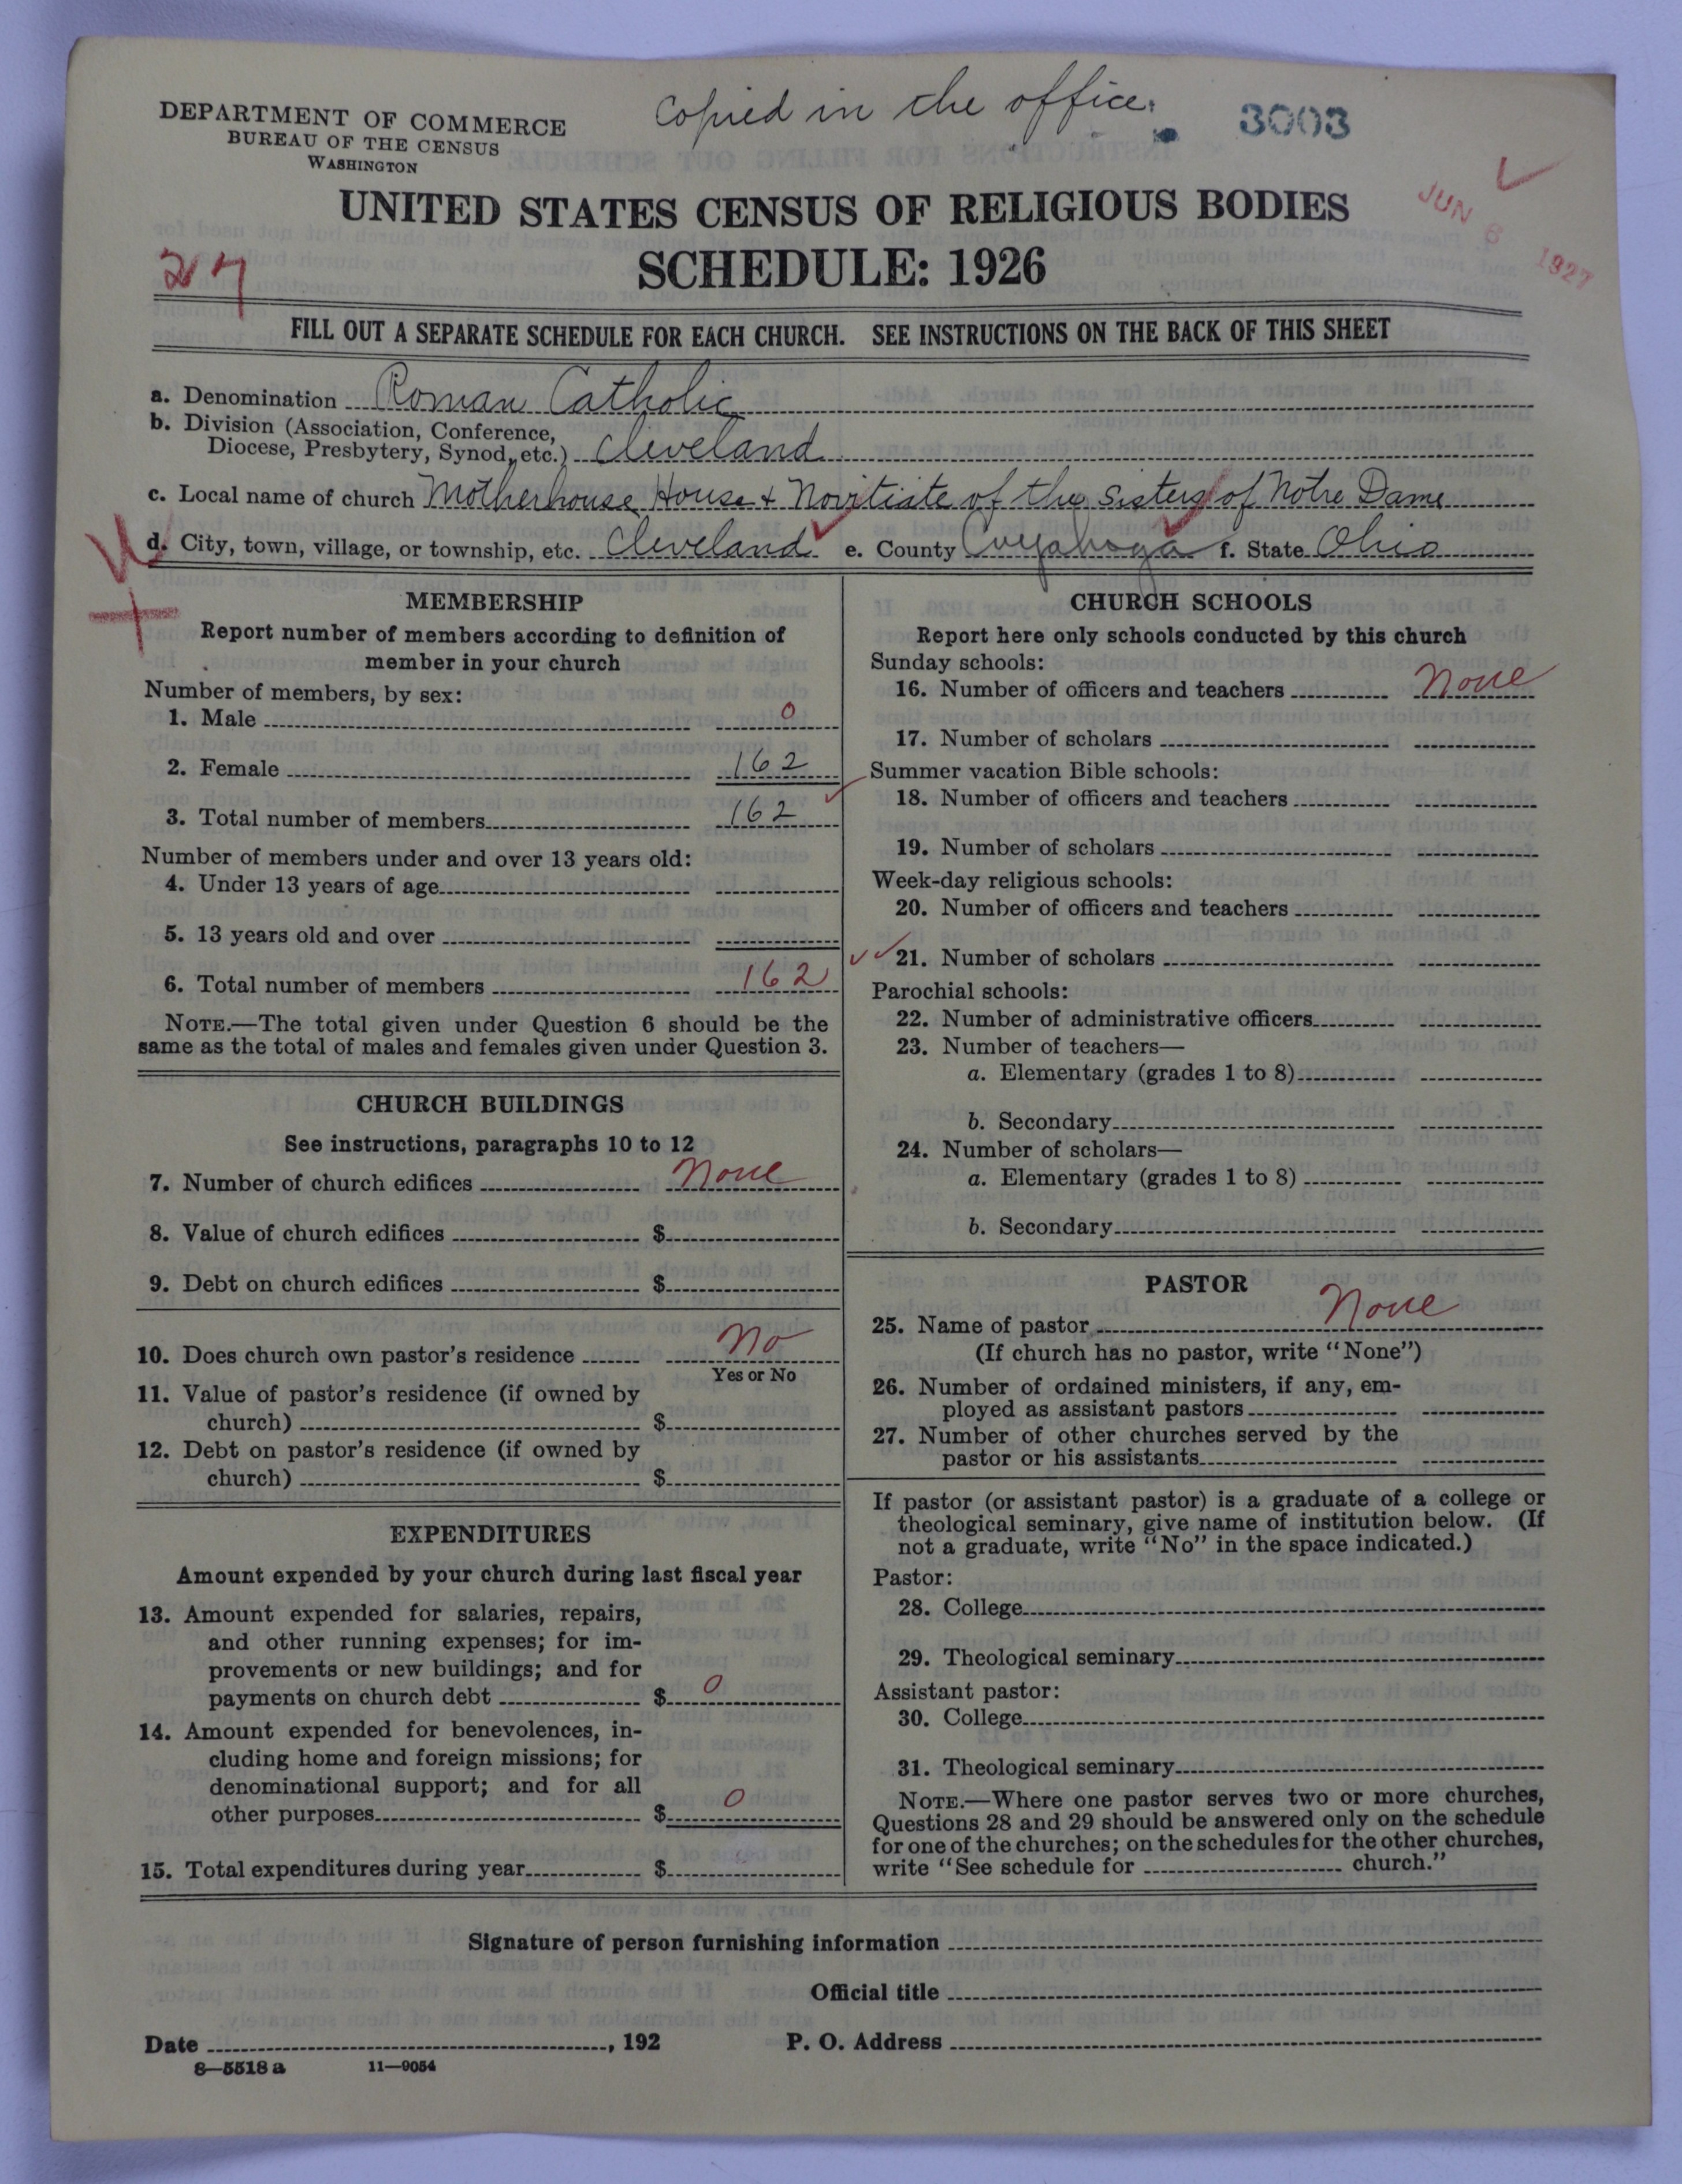 Copied in the office.
3003
DEPARTMENT OF COMMERCE
BUREAU OF THE CENSUS
WASHINGTON
UNITED STATES CENSUS OF RELIGIOUS BODIES
JUN 6 1927
SCHEDULE: 1926
27
FILL OUT A SEPARATE SCHEDULE FOR EACH CHURCH. SEE INSTRUCTIONS ON THE BACK OF THIS SHEET
a. Denomination Roman Catholic
b. Division (Association, Conference,
Diocese, Presbytery, Synod, etc.) Cleveland
c. Local name of church Motherhouse House + Novitiate of the Sisters of Notre Dame
d. City, town, village, or township, etc. Cleveland e. County Cuyahoga f. State Ohio
MEMBERSHIP
Report number of members according to definition of
member in your church
Number of members, by sex:
1. Male 0
2. Female 162
3. Total number of members 162
Number of members under and over 13 years old:
4. Under 13 years of age
5. 13 years old and over
6. Total number of members 162
NOTE.—The total given under Question 6 should be the
same as the total of males and females given under Question 3.
CHURCH BUILDINGS
See instructions, paragraphs 10 to 12
7. Number of church edifices None
8. Value of church edifices $
9. Debt on church edifices $
10. Does church own pastor's residence No
Yes or No
11. Value of pastor's residence (if owned by
church) $
12. Debt on pastor's residence (if owned by
church) $
EXPENDITURES
Amount expended by your church during last fiscal year
13. Amount expended for salaries, repairs,
and other running expenses; for im-
provements or new buildings; and for
payments on church debt $ 0
14. Amount expended for benevolences, in-
cluding home and foreign missions; for
denominational support; and for all
other purposes $ 0
15. Total expenditures during year $
CHURCH SCHOOLS
Report here only schools conducted by this church
Sunday schools:
16. Number of officers and teachers None
17. Number of scholars
Summer vacation Bible schools:
18. Number of officers and teachers
19. Number of scholars
Week-day religious schools:
20. Number of officers and teachers
21. Number of scholars
Parochial schools:
22. Number of administrative officers
23. Number of teachers—
a. Elementary (grades 1 to 8)
b. Secondary
24. Number of scholars—
a. Elementary (grades 1 to 8)
b. Secondary
PASTOR
25. Name of pastor None
(If church has no pastor, write "None")
26. Number of ordained ministers, if any, em-
ployed as assistant pastors
27. Number of other churches served by the
pastor or his assistants
If pastor (or assistant pastor) is a graduate of a college or
theological seminary, give name of institution below. (If
not a graduate, write "No" in the space indicated.)
Pastor:
28. College
29. Theological seminary
Assistant pastor:
30. College
31. Theological seminary
NOTE.—Where one pastor serves two or more churches,
Questions 28 and 29 should be answered only on the schedule
for one of the churches; on the schedules for the other churches,
write "See schedule for church."
Signature of person furnishing information
Official title
Date , 192 P. O. Address
8—5518 a 11—9054